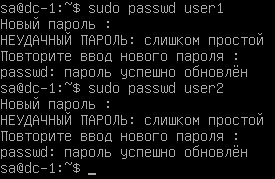 sa@dc-1:~$ sudo passwd user1
Новый пароль :
НЕУДАЧНЫЙ ПАРОЛЬ: слишком простой
Повторите ввод нового пароля :
passwd: пароль успешно обновлён
sa@dc-1:~$ sudo passwd user2
Новый пароль :
НЕУДАЧНЫЙ ПАРОЛЬ: слишком простой
Повторите ввод нового пароля :
passwd: пароль успешно обновлён
sa@dc-1:~$ _